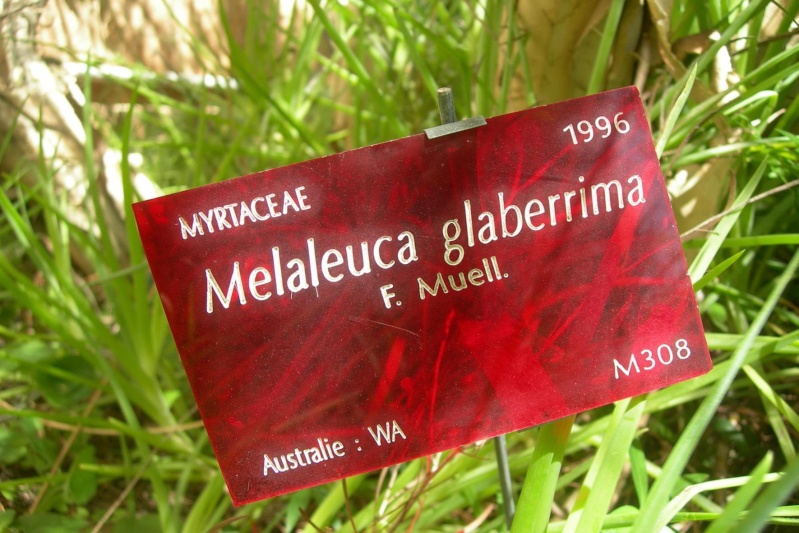 1996
MYRTACEAE
Melaleuca glaberrima
F. Muell.
M308
Australie : WA